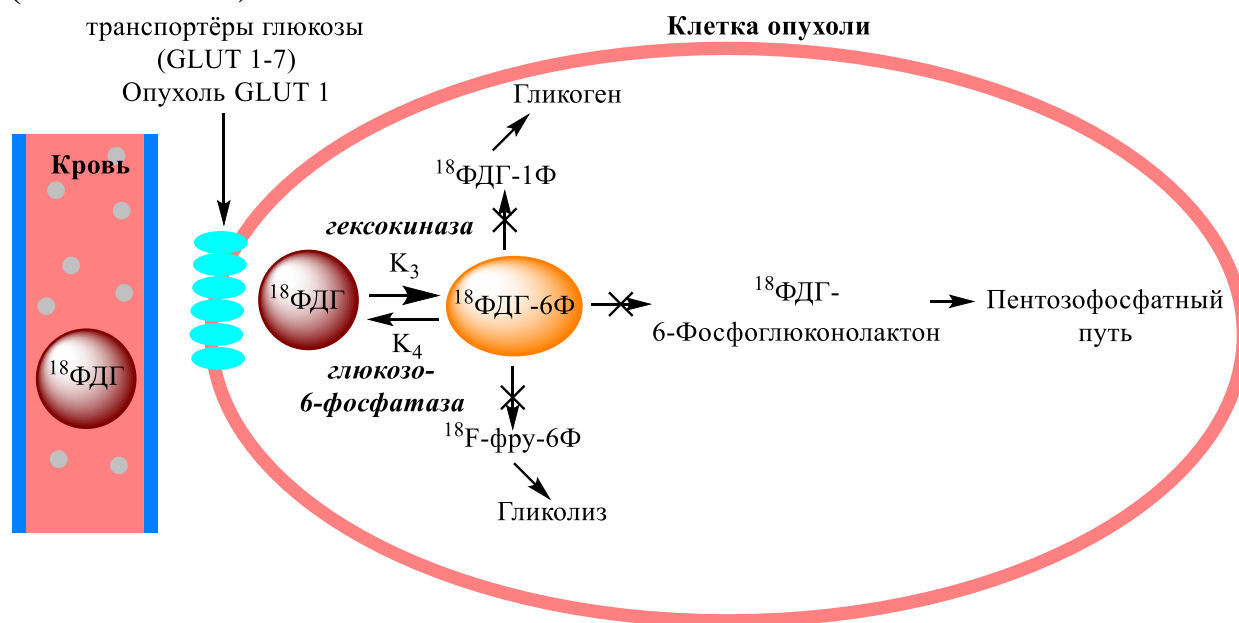 транспортёры глюкозы
(GLUT 1-7)
Опухоль GLUT 1
Клетка опухоли
Кровь
¹⁸ФДГ
Гликоген
¹⁸ФДГ-1Ф
гексокиназа
K₃
¹⁸ФДГ
¹⁸ФДГ-6Ф
K₄
глюкозо-
6-фосфатаза
¹⁸ФДГ-
6-Фосфоглюконолактон
Пентозофосфатный
путь
¹⁸F-фру-6Ф
Гликолиз